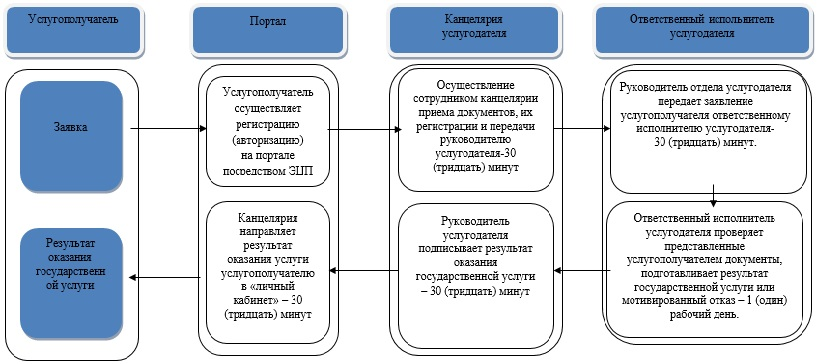 Услугополучатель
Портал
Канцелярия
услугодателя
Ответственный испольвитель
услугодателя
Заявка
Услугополучатель
ссуществляет
регистрацию
(авторизацию)
на портале
посредством ЭЦП
Осуществление
сотрудником канцелярии
приема документов, их
регистрации и передачи
руководителю
услугодателя-30
(тридцать) минут
Руководитель отдела услугодателя
передает заявление
услугополучателя ответственному
исполнителю услугодателя-
30 (тридцать) минут.
Результат
оказания
государственн
ой услуги
Канцелярия
направляет
результат
оказания услуги
услугополучателю
в «личный
кабинет» – 30
(тридцать) минут
Руководитель
услугодателя
подписывает результат
оказания
государственной услуги
– 30 (тридцать) минут
Ответственный исполнитель
услугодателя проверяет
представленные
услугополучателем документы,
подготавливает результат
государственной услуги или
мотивированный отказ – 1 (один)
рабочий день.